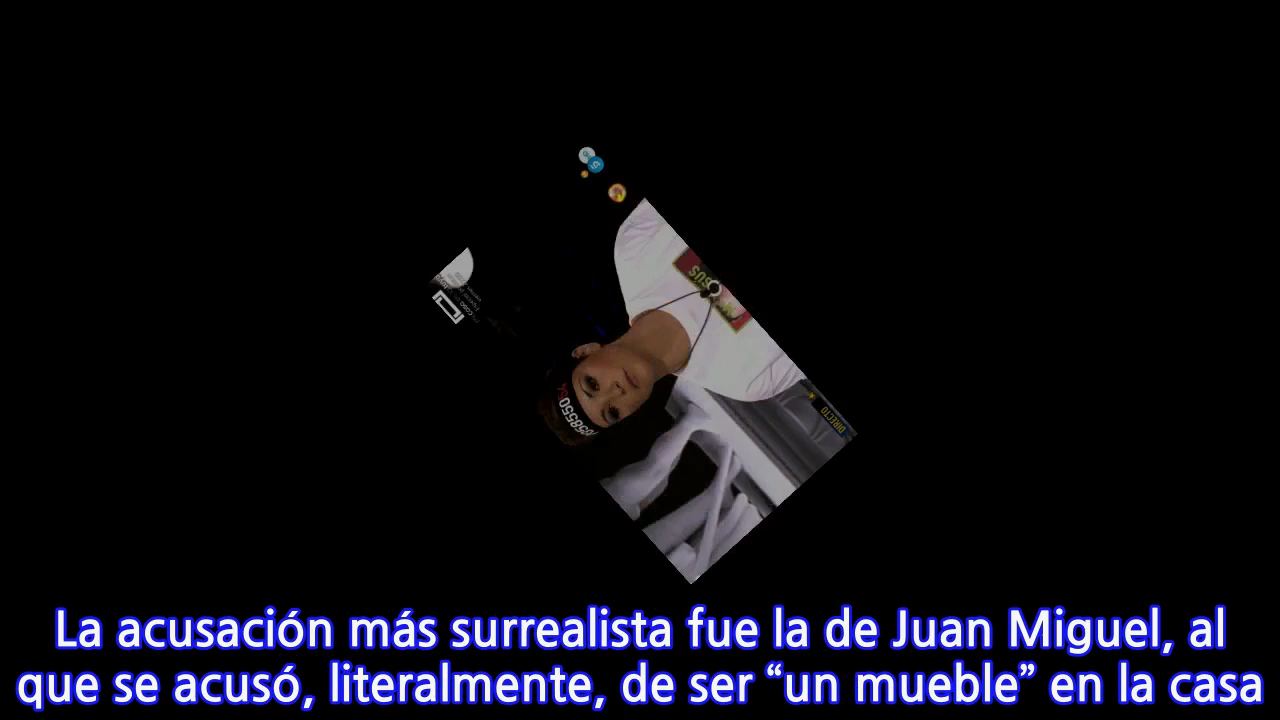 La acusación más surrealista fue la de Juan Miguel, al
que se acusó, literalmente, de ser “un mueble” en la casa
DIRECTO